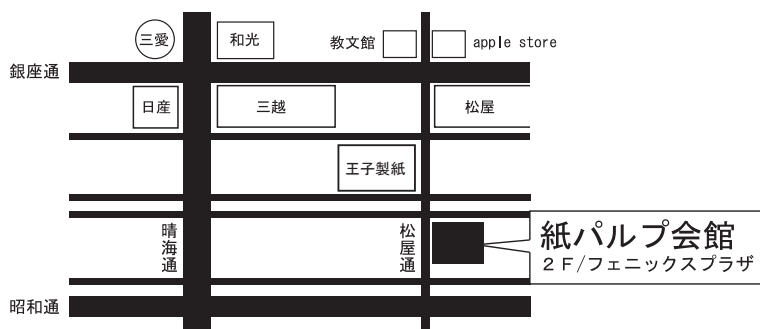 三愛
和光
教文館
apple store
銀座通
日産
三越
松屋
王子製紙
晴海通
松屋通
紙パルプ会館
2F/フェニックスプラザ
昭和通